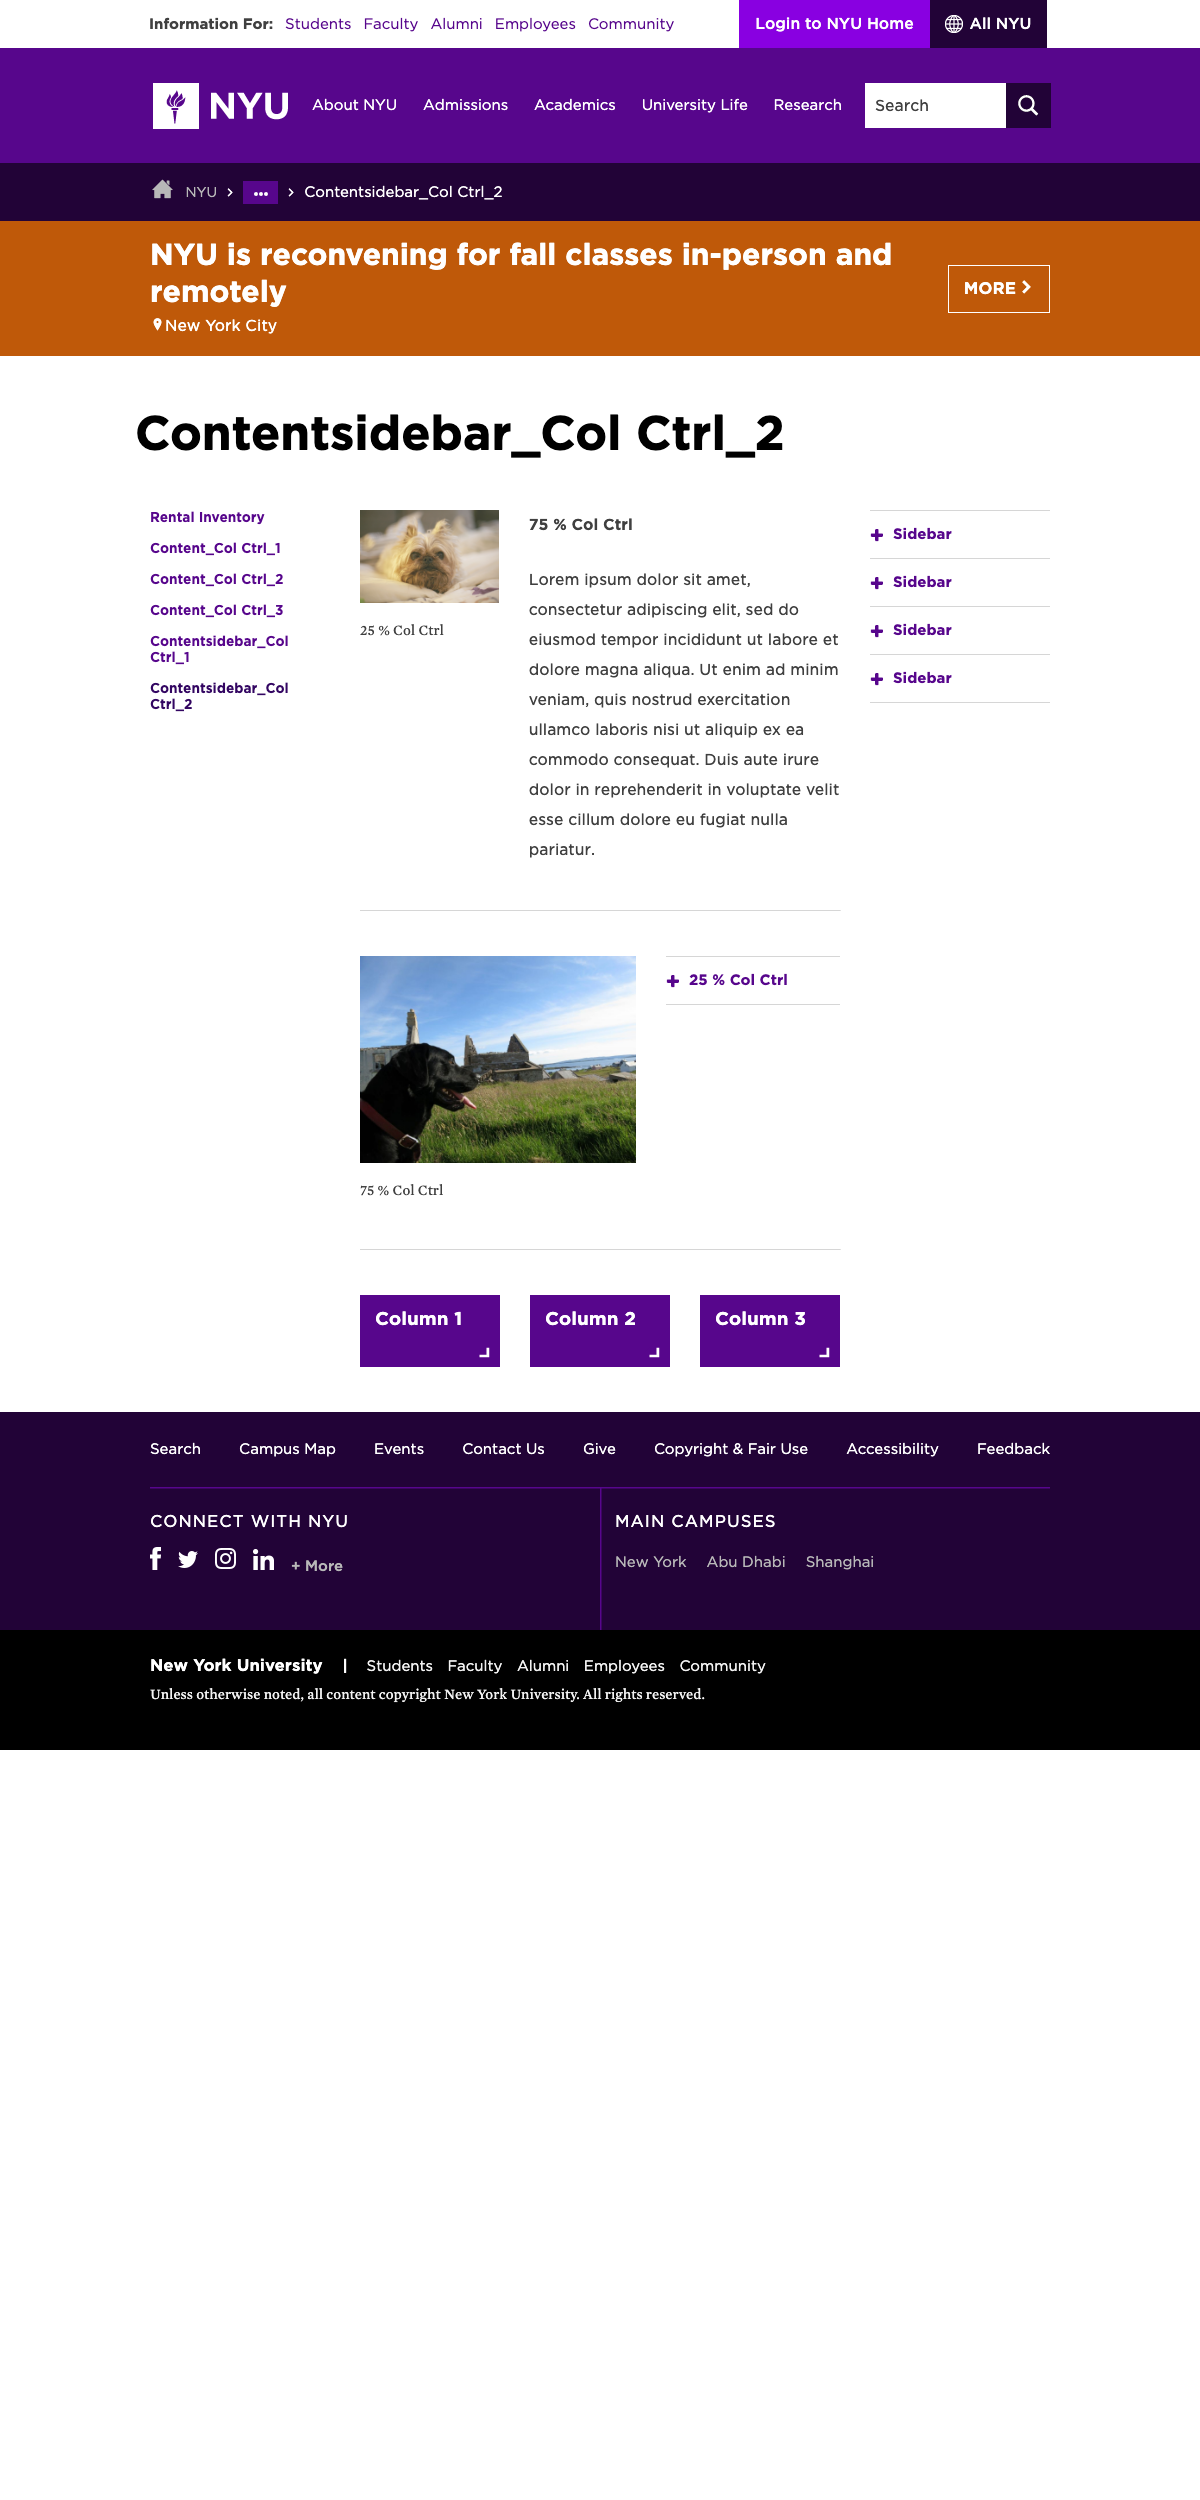 Information For: Students Faculty Alumni Employees Community Login to NYU Home All NYU
NYU About NYU Admissions Academics University Life Research Search
NYU > ••• > Contentsidebar_Col Ctrl_2
NYU is reconvening for fall classes in-person and
remotely
New York City
MORE >
Contentsidebar_Col Ctrl_2
Rental Inventory
Content_Col Ctrl_1
Content_Col Ctrl_2
Content_Col Ctrl_3
Contentsidebar_Col
Ctrl_1
Contentsidebar_Col
Ctrl_2
25 % Col Ctrl
75 % Col Ctrl
Lorem ipsum dolor sit amet,
consectetur adipiscing elit, sed do
eiusmod tempor incididunt ut labore et
dolore magna aliqua. Ut enim ad minim
veniam, quis nostrud exercitation
ullamco laboris nisi ut aliquip ex ea
commodo consequat. Duis aute irure
dolor in reprehenderit in voluptate velit
esse cillum dolore eu fugiat nulla
pariatur.
+ Sidebar
+ Sidebar
+ Sidebar
+ Sidebar
+ 25 % Col Ctrl
75 % Col Ctrl
Column 1
Column 2
Column 3
Search Campus Map Events Contact Us Give Copyright & Fair Use Accessibility Feedback
CONNECT WITH NYU
+ More
MAIN CAMPUSES
New York Abu Dhabi Shanghai
New York University | Students Faculty Alumni Employees Community
Unless otherwise noted, all content copyright New York University. All rights reserved.